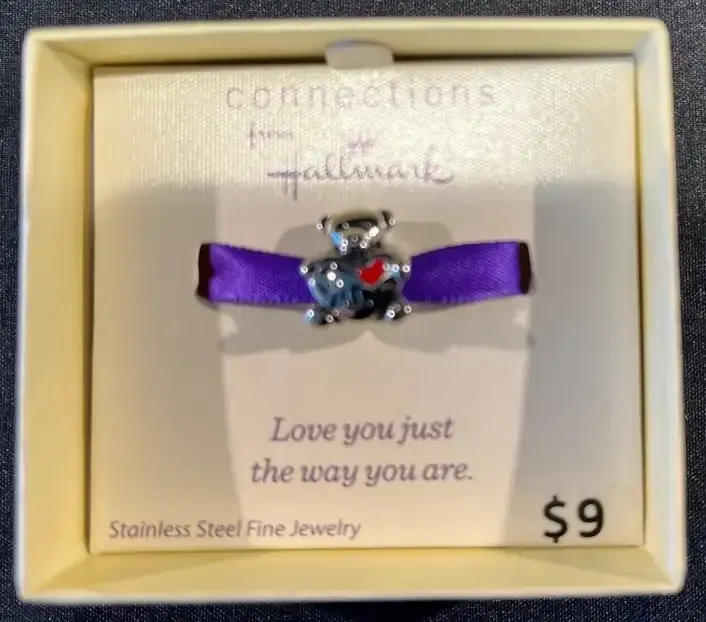 connections
from
Hallmark
Love you just
the way you are.
Stainless Steel Fine Jewelry
$9